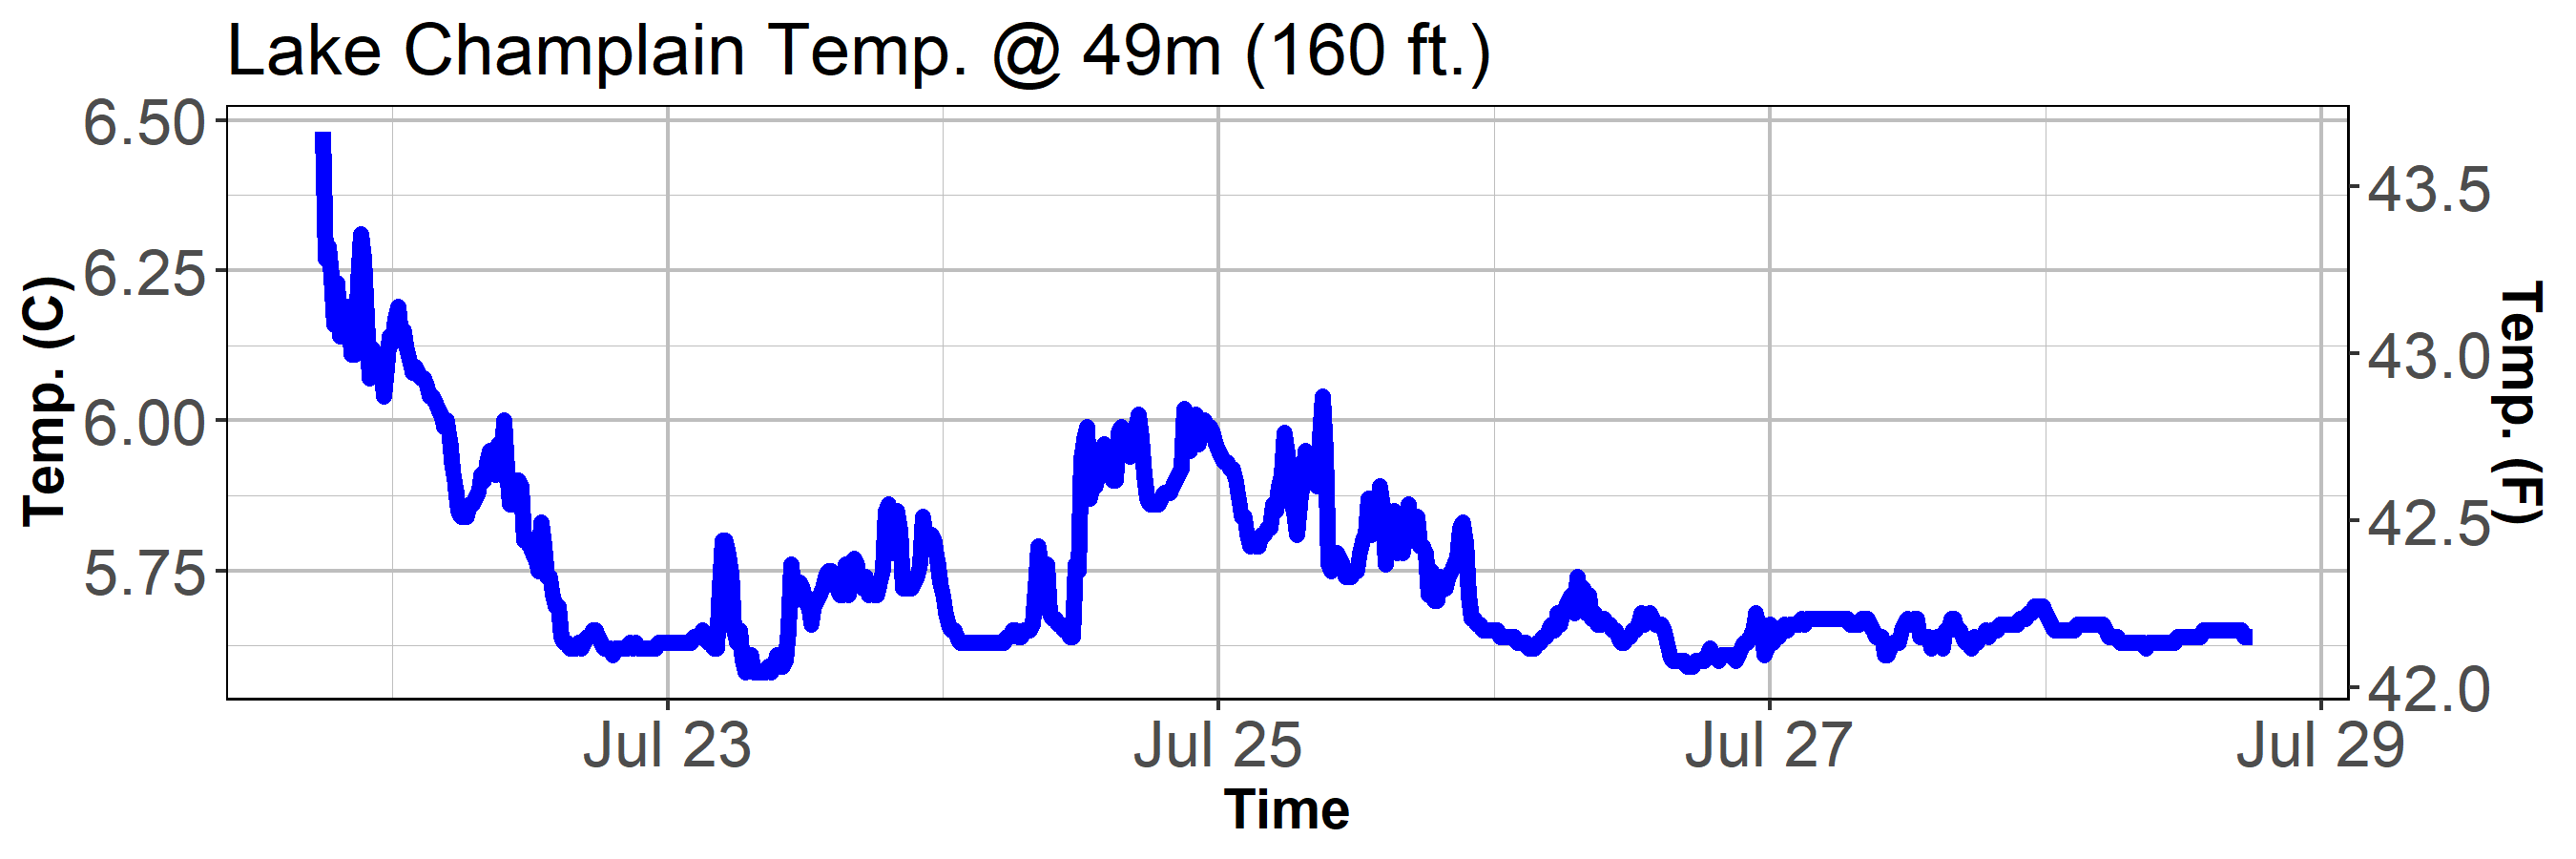 Lake Champlain Temp. @ 49m (160 ft.)
6.50
6.25
6.00
5.75
Temp. (C)
43.5
43.0
42.5
42.0
Temp. (F)
Jul 23 Jul 25 Jul 27 Jul 29
Time